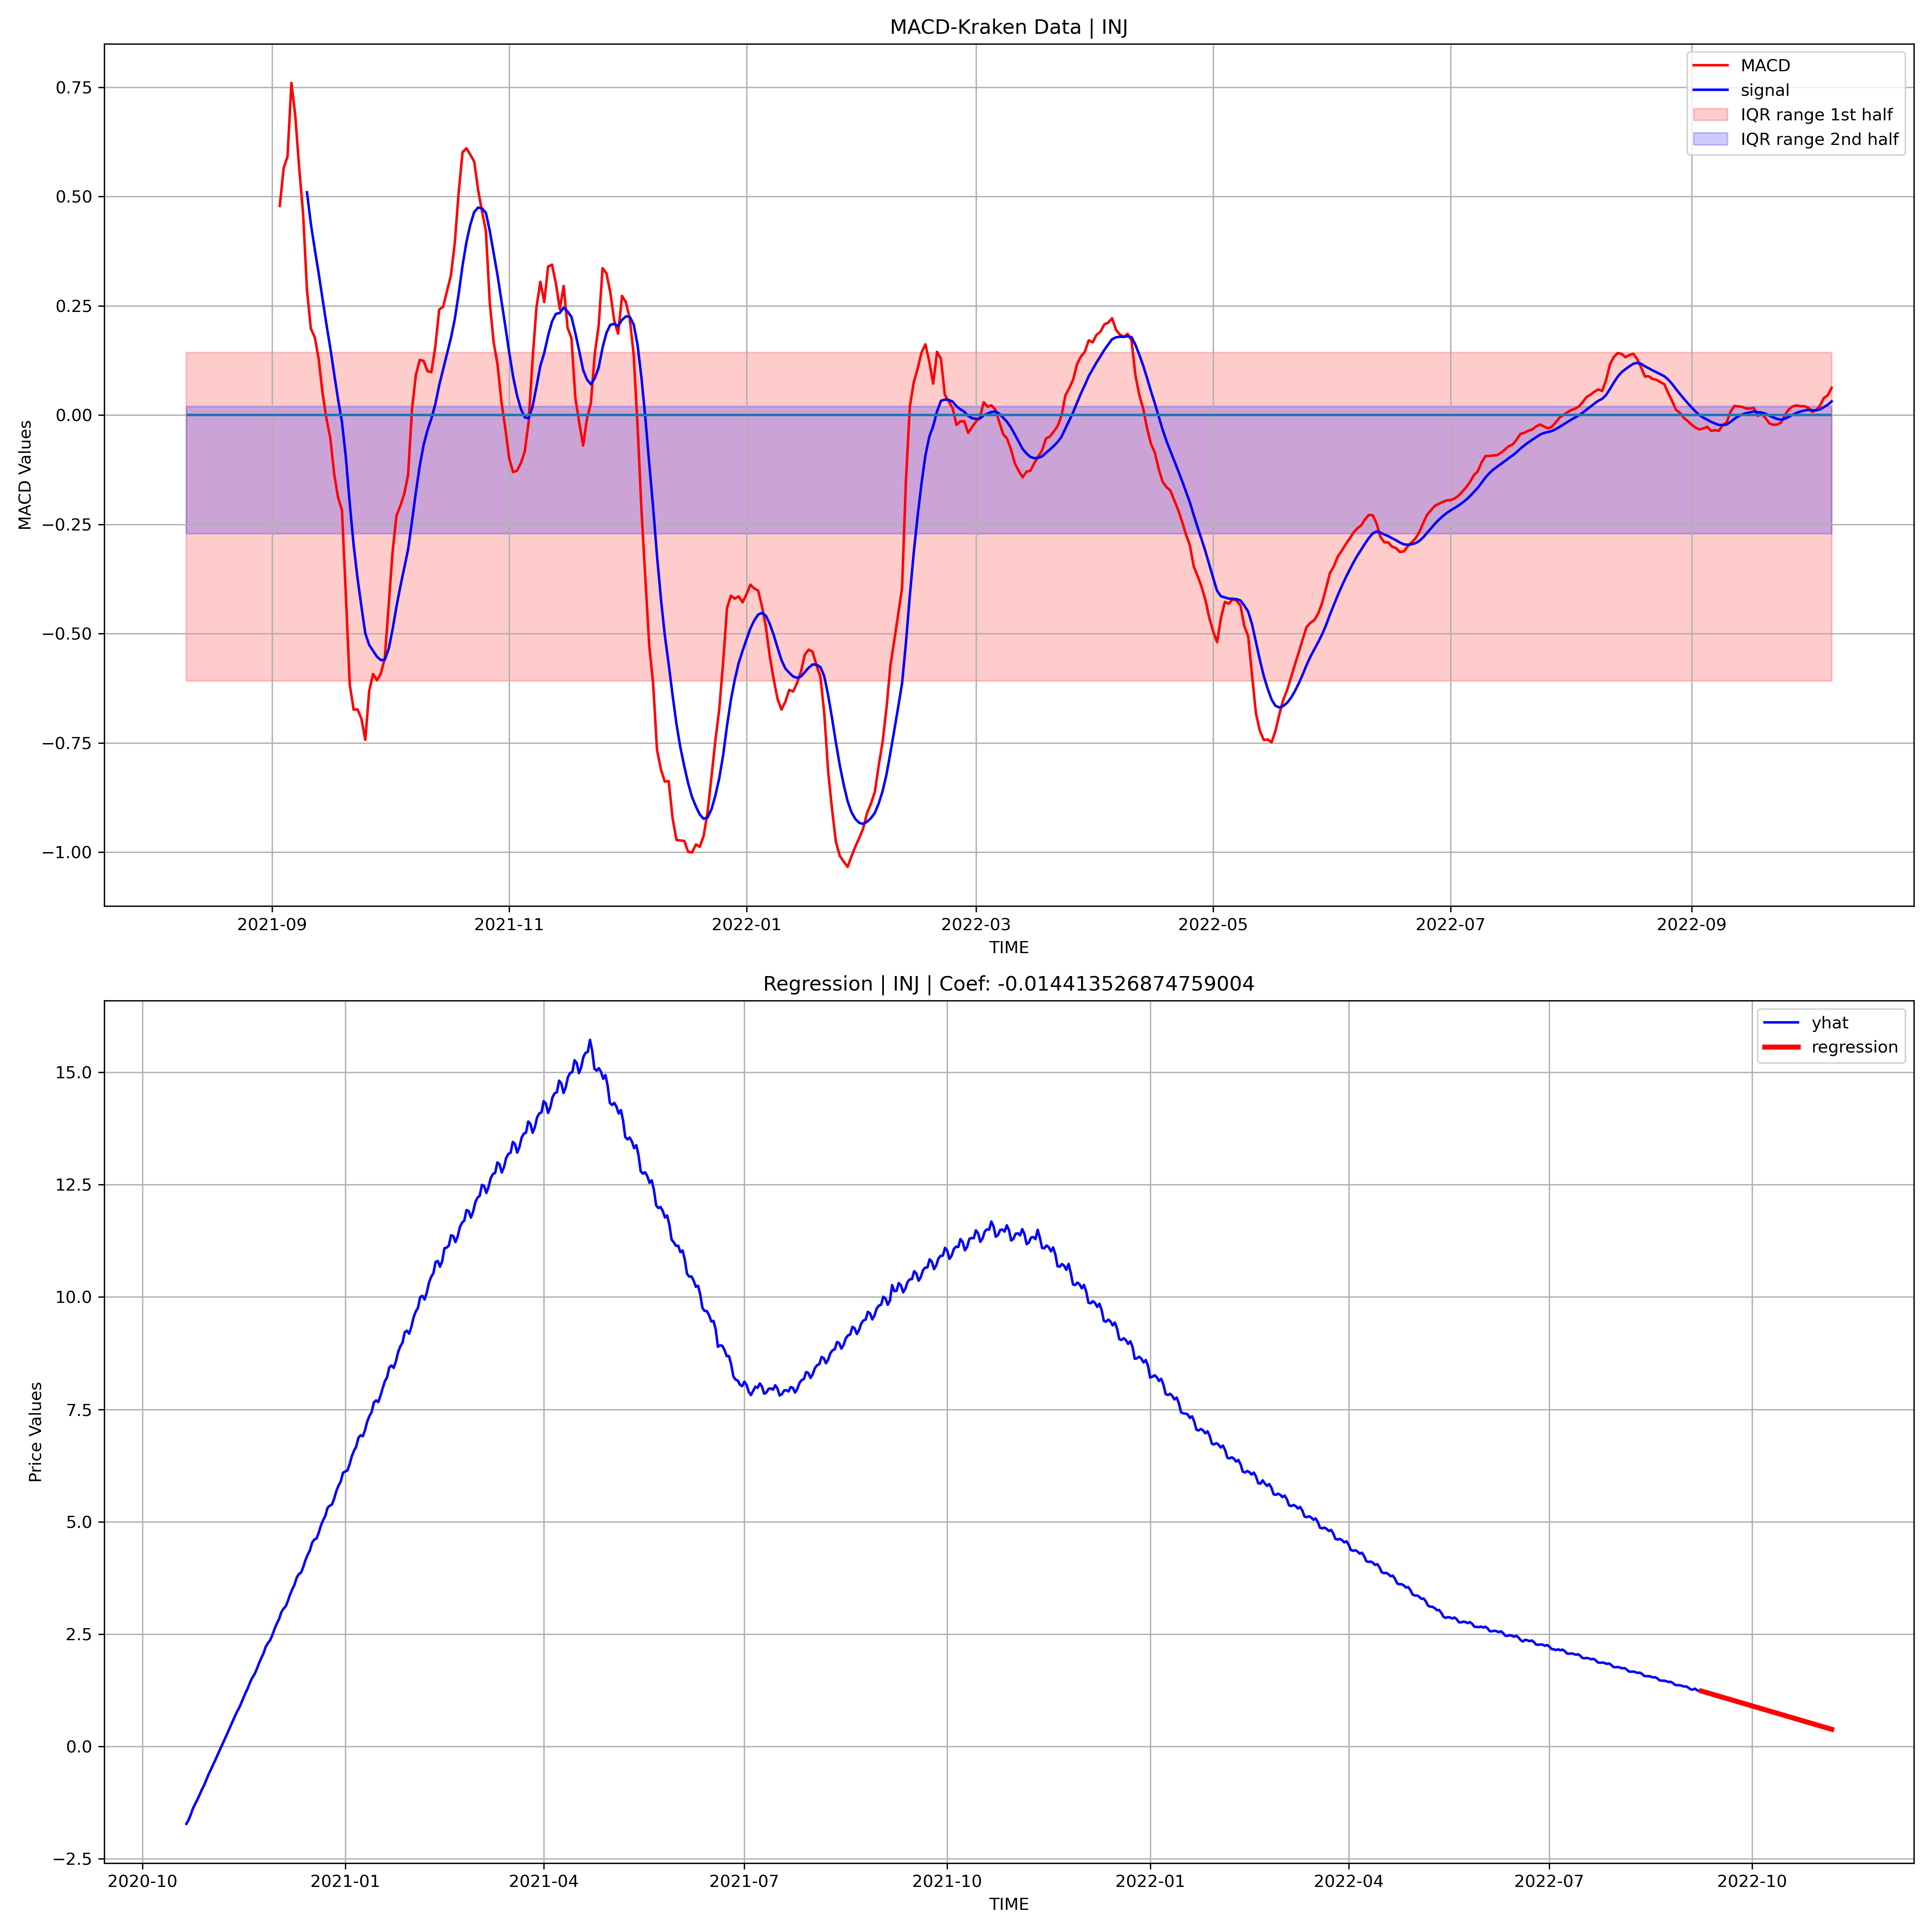 MACD-Kraken Data | INJ
MACD
signal
IQR range 1st half
IQR range 2nd half
0.75
0.50
0.25
0.00
−0.25
−0.50
−0.75
−1.00
MACD Values
2021-09 2021-11 2022-01 2022-03 2022-05 2022-07 2022-09
TIME
Regression | INJ | Coef: -0.014413526874759004
yhat
regression
15.0
12.5
10.0
7.5
5.0
2.5
0.0
−2.5
Price Values
2020-10 2021-01 2021-04 2021-07 2021-10 2022-01 2022-04 2022-07 2022-10
TIME